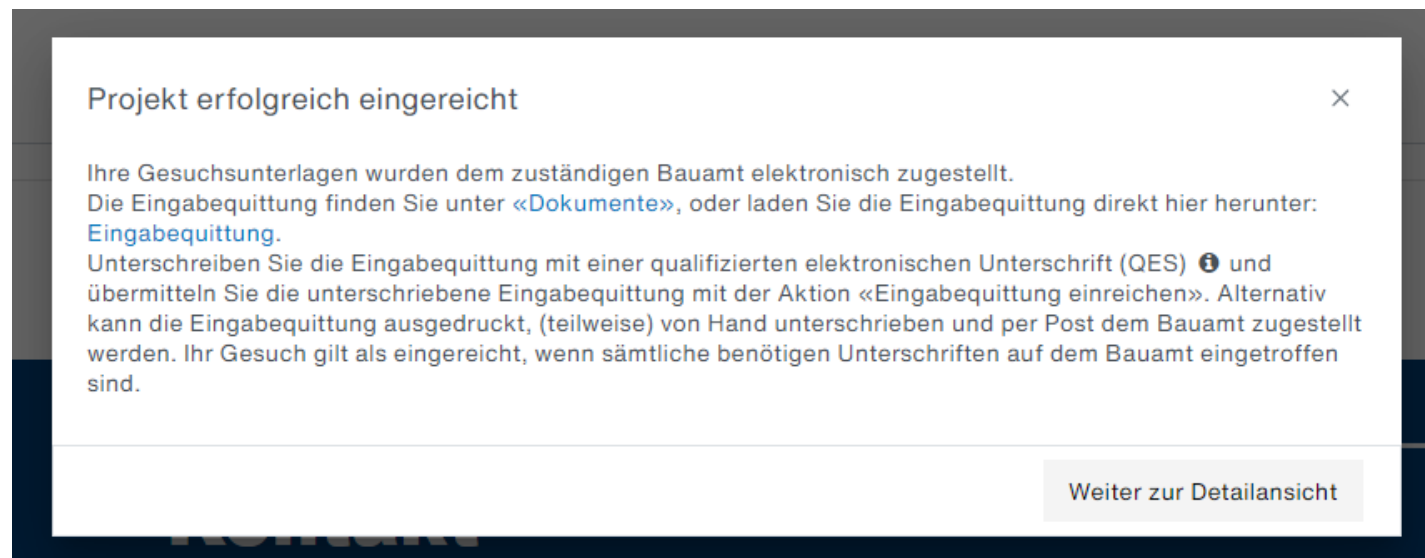 Projekt erfolgreich eingereicht
Ihre Gesuchsunterlagen wurden dem zuständigen Bauamt elektronisch zugestellt.
Die Eingabequittung finden Sie unter «Dokumente», oder laden Sie die Eingabequittung direkt hier herunter:
Eingabequittung.
Unterschreiben Sie die Eingabequittung mit einer qualifizierten elektronischen Unterschrift (QES) und
übermitteln Sie die unterschriebene Eingabequittung mit der Aktion «Eingabequittung einreichen». Alternativ
kann die Eingabequittung ausgedruckt, (teilweise) von Hand unterschrieben und per Post dem Bauamt zugestellt
werden. Ihr Gesuch gilt als eingereicht, wenn sämtliche benötigen Unterschriften auf dem Bauamt eingetroffen
sind.
Weiter zur Detailansicht